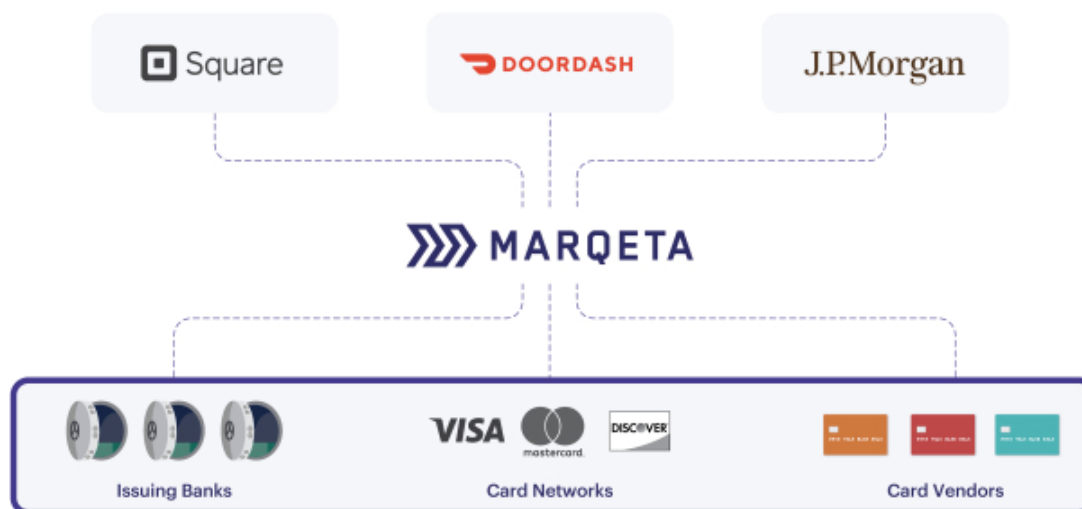 Square
DOORDASH
J.P.Morgan
MARQETA
VISA
mastercard.
DISCOVER
Issuing Banks
Card Networks
Card Vendors